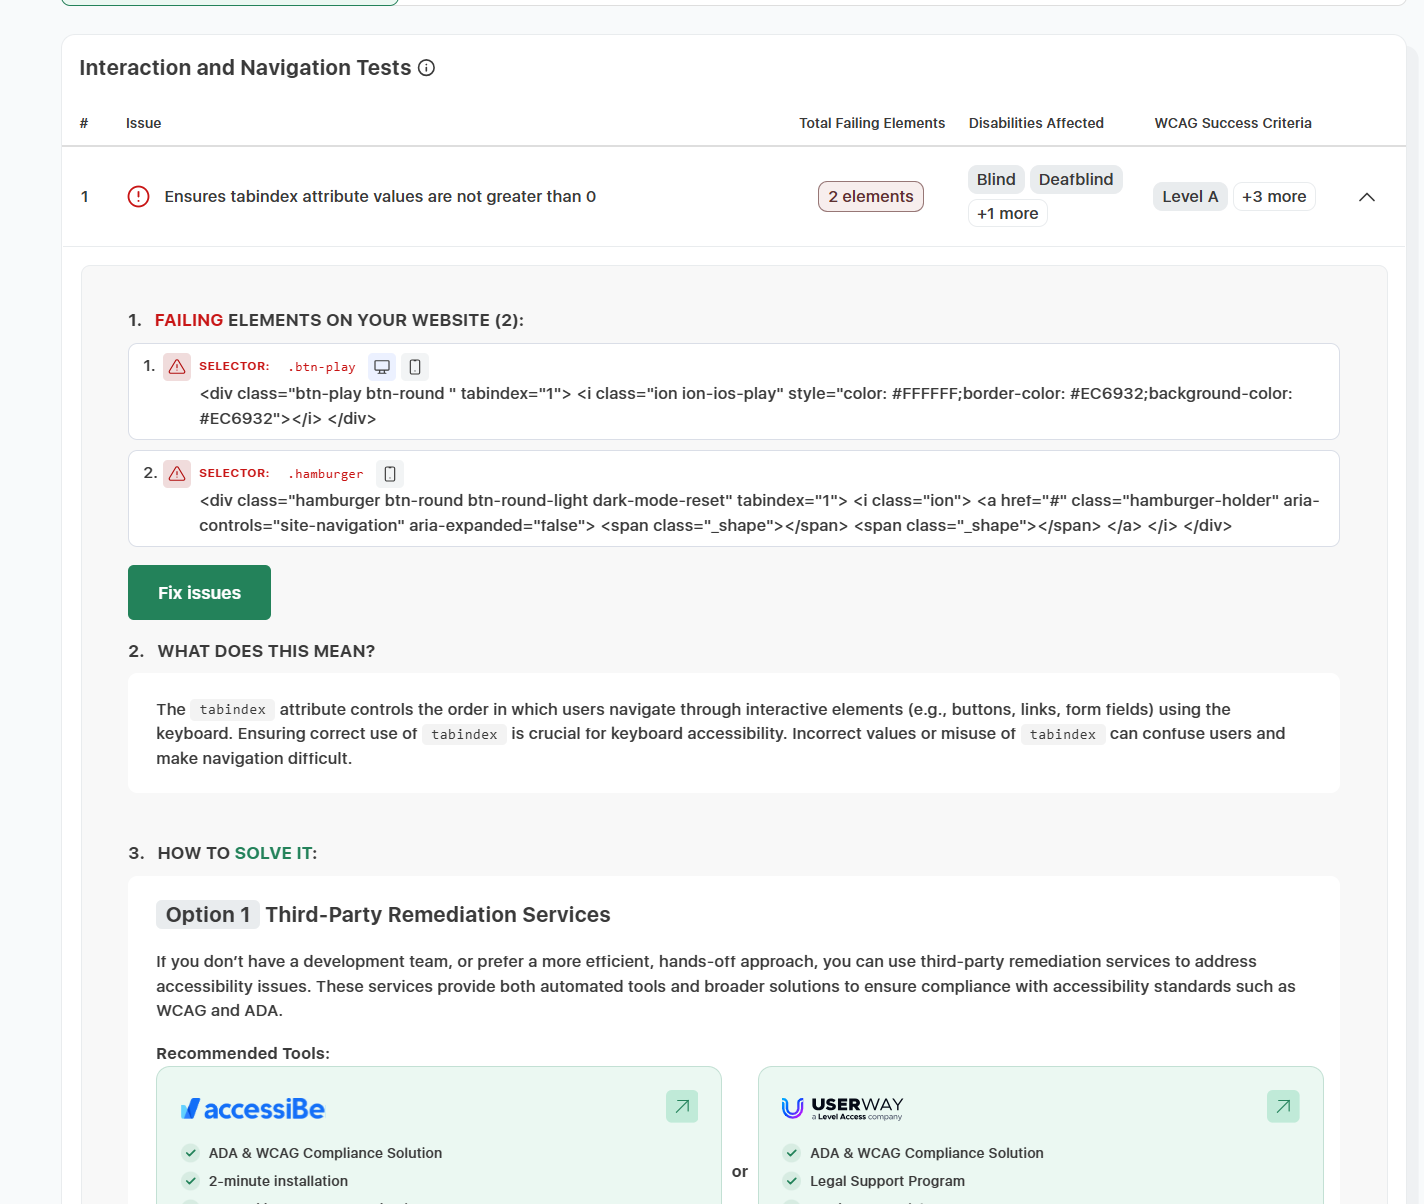 Interaction and Navigation Tests
# Issue Total Failing Elements Disabilities Affected WCAG Success Criteria
1 Ensures tabindex attribute values are not greater than 0 2 elements Blind Deafblind +1 more Level A +3 more
1. FAILING ELEMENTS ON YOUR WEBSITE (2):
1. SELECTOR: .btn-play
<div class="btn-play btn-round " tabindex="1"> <i class="ion ion-ios-play" style="color: #FFFFFF;border-color: #EC6932;background-color:
#EC6932"></i> </div>
2. SELECTOR: .hamburger
<div class="hamburger btn-round btn-round-light dark-mode-reset" tabindex="1"> <i class="ion"> <a href="#" class="hamburger-holder" aria-
controls="site-navigation" aria-expanded="false"> <span class="_shape"></span> <span class="_shape"></span> </a> </i> </div>
Fix issues
2. WHAT DOES THIS MEAN?
The tabindex attribute controls the order in which users navigate through interactive elements (e.g., buttons, links, form fields) using the
keyboard. Ensuring correct use of tabindex is crucial for keyboard accessibility. Incorrect values or misuse of tabindex can confuse users and
make navigation difficult.
3. HOW TO SOLVE IT:
Option 1 Third-Party Remediation Services
If you don’t have a development team, or prefer a more efficient, hands-off approach, you can use third-party remediation services to address
accessibility issues. These services provide both automated tools and broader solutions to ensure compliance with accessibility standards such as
WCAG and ADA.
Recommended Tools:
accessiBe
ADA & WCAG Compliance Solution
2-minute installation
or
USERWAY
a Level Access company
ADA & WCAG Compliance Solution
Legal Support Program